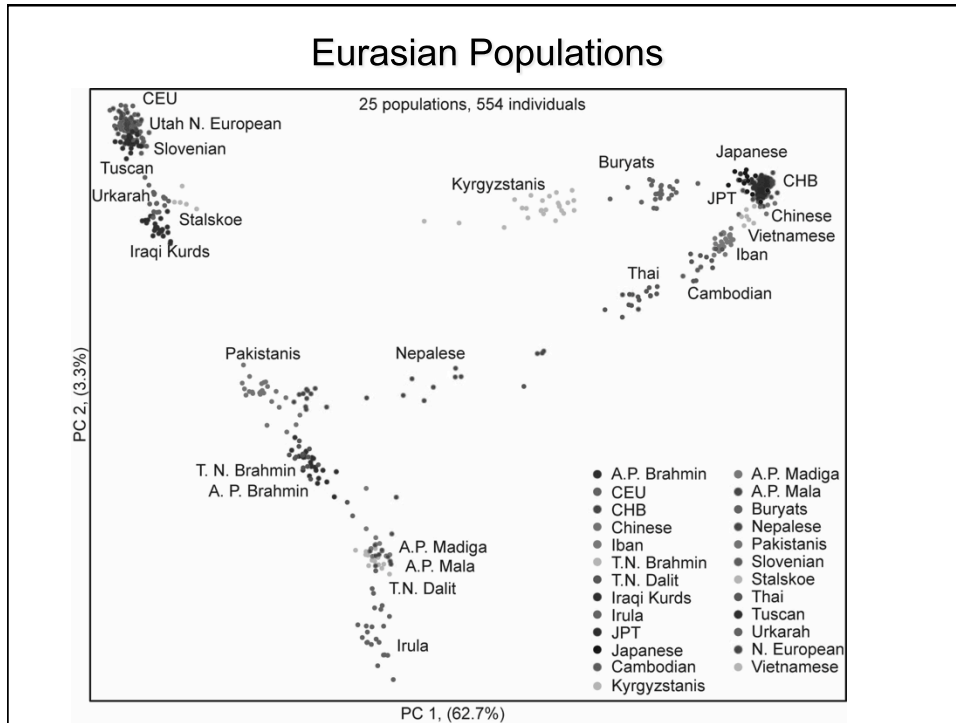 Eurasian Populations
25 populations, 554 individuals
CEU
Utah N. European
Slovenian
Tuscan
Urkarah
Stalskoe
Iraqi Kurds
Kyrgyzstanis
Buryats
Japanese
CHB
JPT
Chinese
Vietnamese
Iban
Cambodian
Thai
Pakistanis
Nepalese
T. N. Brahmin
A. P. Brahmin
A.P. Madiga
A.P. Mala
T.N. Dalit
Irula
A.P. Brahmin
CEU
CHB
Chinese
Iban
T.N. Brahmin
T.N. Dalit
Iraqi Kurds
Irula
JPT
Japanese
Cambodian
Kyrgyzstanis
A.P. Madiga
A.P. Mala
Buryats
Nepalese
Pakistanis
Slovenian
Stalskoe
Thai
Tuscan
Urkarah
N. European
Vietnamese
PC 2, (3.3%)
PC 1, (62.7%)